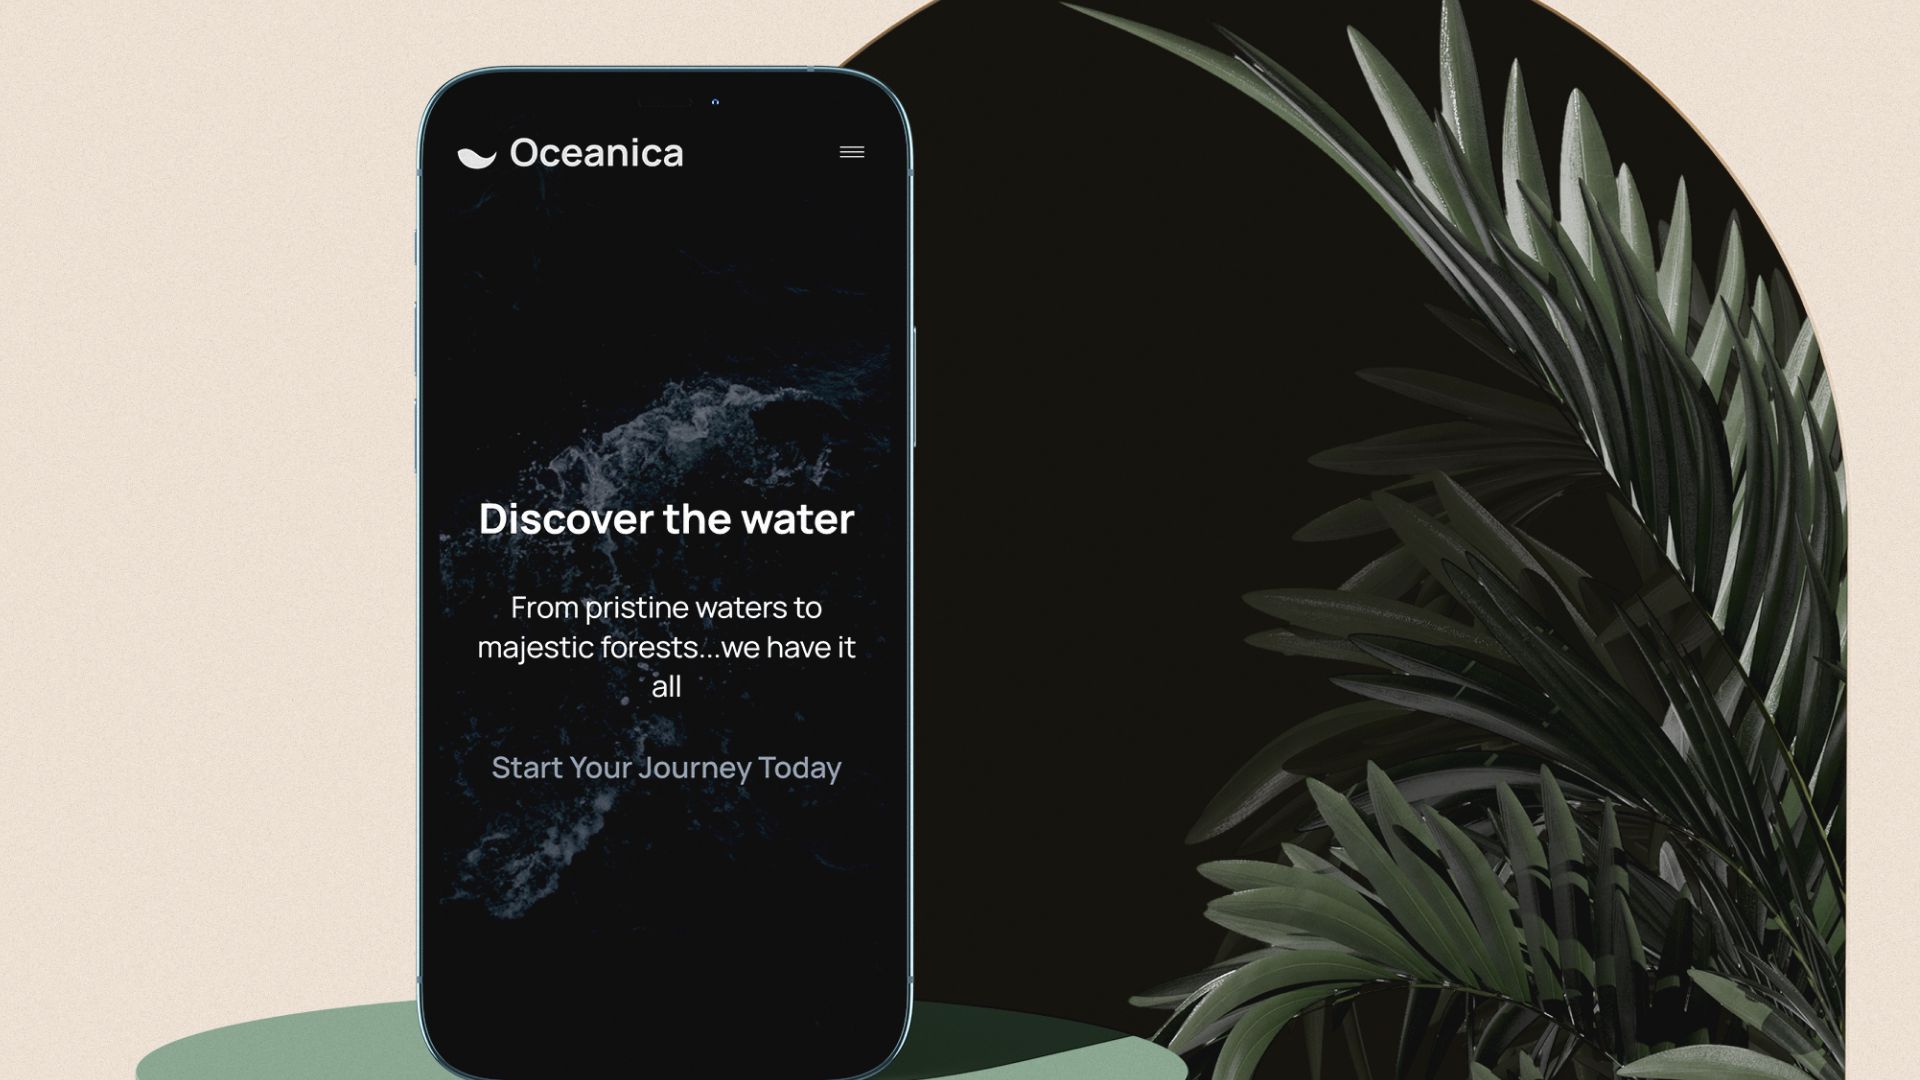 Oceanica
Discover the water
From pristine waters to
majestic forests...we have it
all
Start Your Journey Today